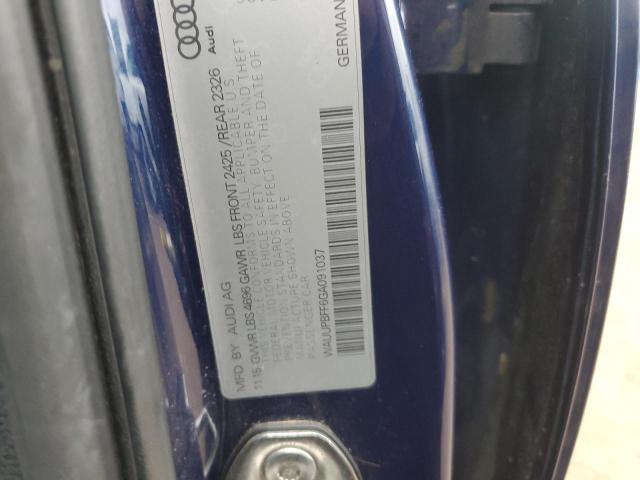 Audi
MFD BY AUDI AG
11 15 GVWR LBS 4696 GAWR LBS FRONT 2425 /REAR 2326
THIS VEHICLE CONFORMS TO ALL APPLICABLE U.S.
FEDERAL MOTOR VEHICLE SAFETY, BUMPER AND THEFT
PREVENTION STANDARDS IN EFFECT ON THE DATE OF
MANUFACTURE SHOWN ABOVE
PASSENGER CAR
WAUUPBFF6GA091037
GERMAN